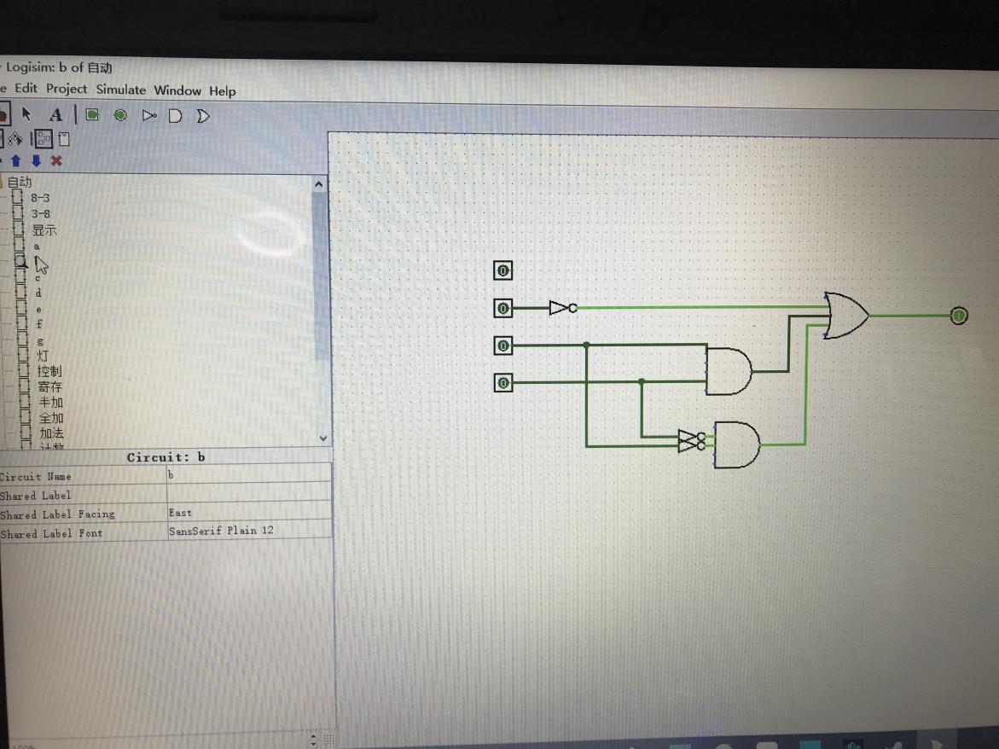 Logisim: b of 自动
e Edit Project Simulate Window Help
A
自动
8-3
3-8
显示
a
c
d
e
f
g
灯
控制
寄存
半加
全加
加法
计数
Circuit: b
Circuit Name b
Shared Label
Shared Label Facing East
Shared Label Font SansSerif Plain 12
0
0
0
0
1